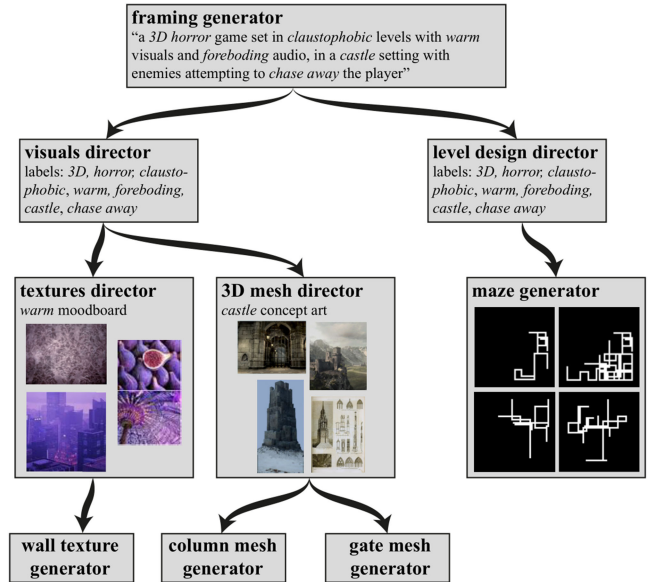 framing generator
“a 3D horror game set in claustophobic levels with warm
visuals and foreboding audio, in a castle setting with
enemies attempting to chase away the player”
visuals director
labels: 3D, horror, clausto-
phobic, warm, foreboding,
castle, chase away
level design director
labels: 3D, horror, clausto-
phobic, warm, foreboding,
castle, chase away
textures director
warm moodboard
3D mesh director
castle concept art
maze generator
wall texture
generator
column mesh
generator
gate mesh
generator